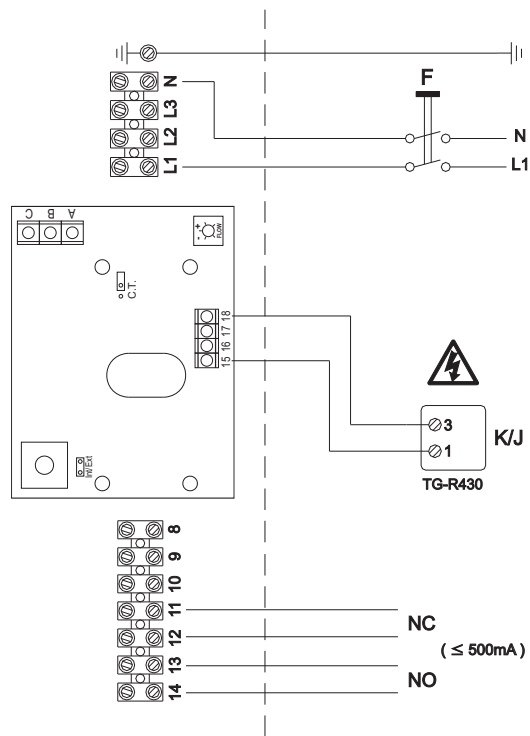 N
L3
L2
L1
F
N
L1
C
B
A
- +
FLOW
C.T.
18
17
16
15
Int/Ext
3
1
K/J
TG-R430
8
9
10
11
12
13
14
NC
( ≤ 500mA )
NO